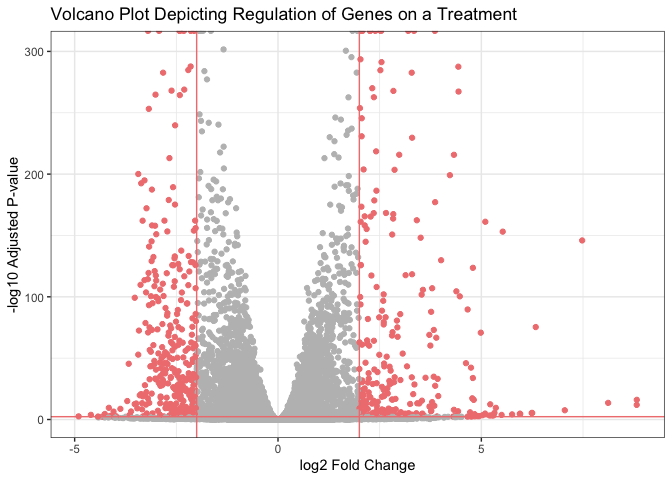 Volcano Plot Depicting Regulation of Genes on a Treatment
300
200
100
0
-log10 Adjusted P-value
-5
0
5
log2 Fold Change